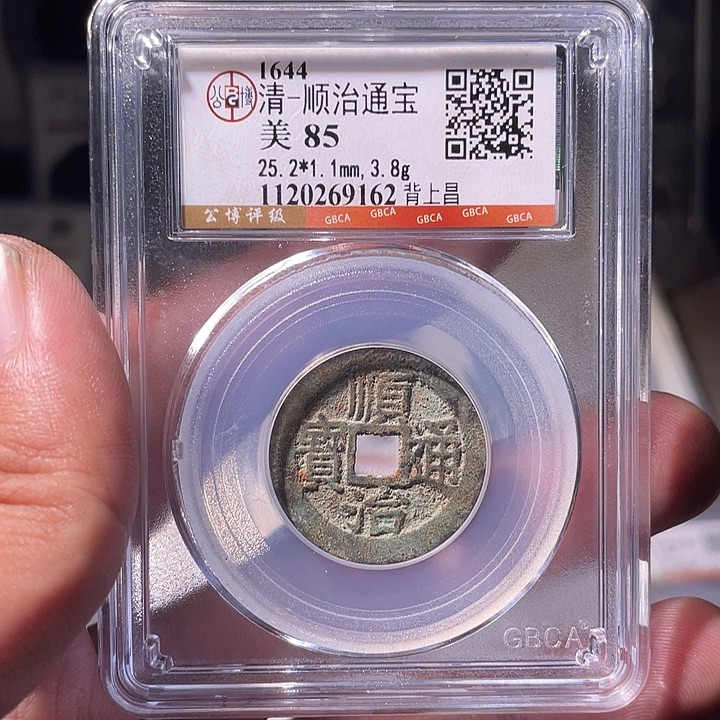 1644
清-顺治通宝
美 85
25.2*1.1mm, 3.8g
1120269162 背上昌
公博评级 GBCA GBCA GBCA GBCA GBCA
順治通寳
GBCA